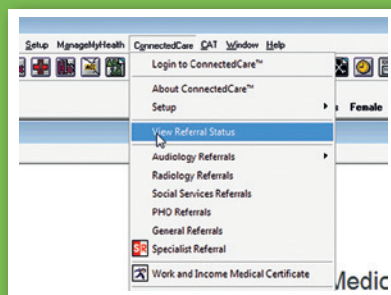 Setup ManageMyHealth ConnectedCare CAT Window Help
Login to ConnectedCare™
About ConnectedCare™
Setup
Female
View Referral Status
Audiology Referrals
Radiology Referrals
Social Services Referrals
PHO Referrals
General Referrals
SR Specialist Referral
Work and Income Medical Certificate